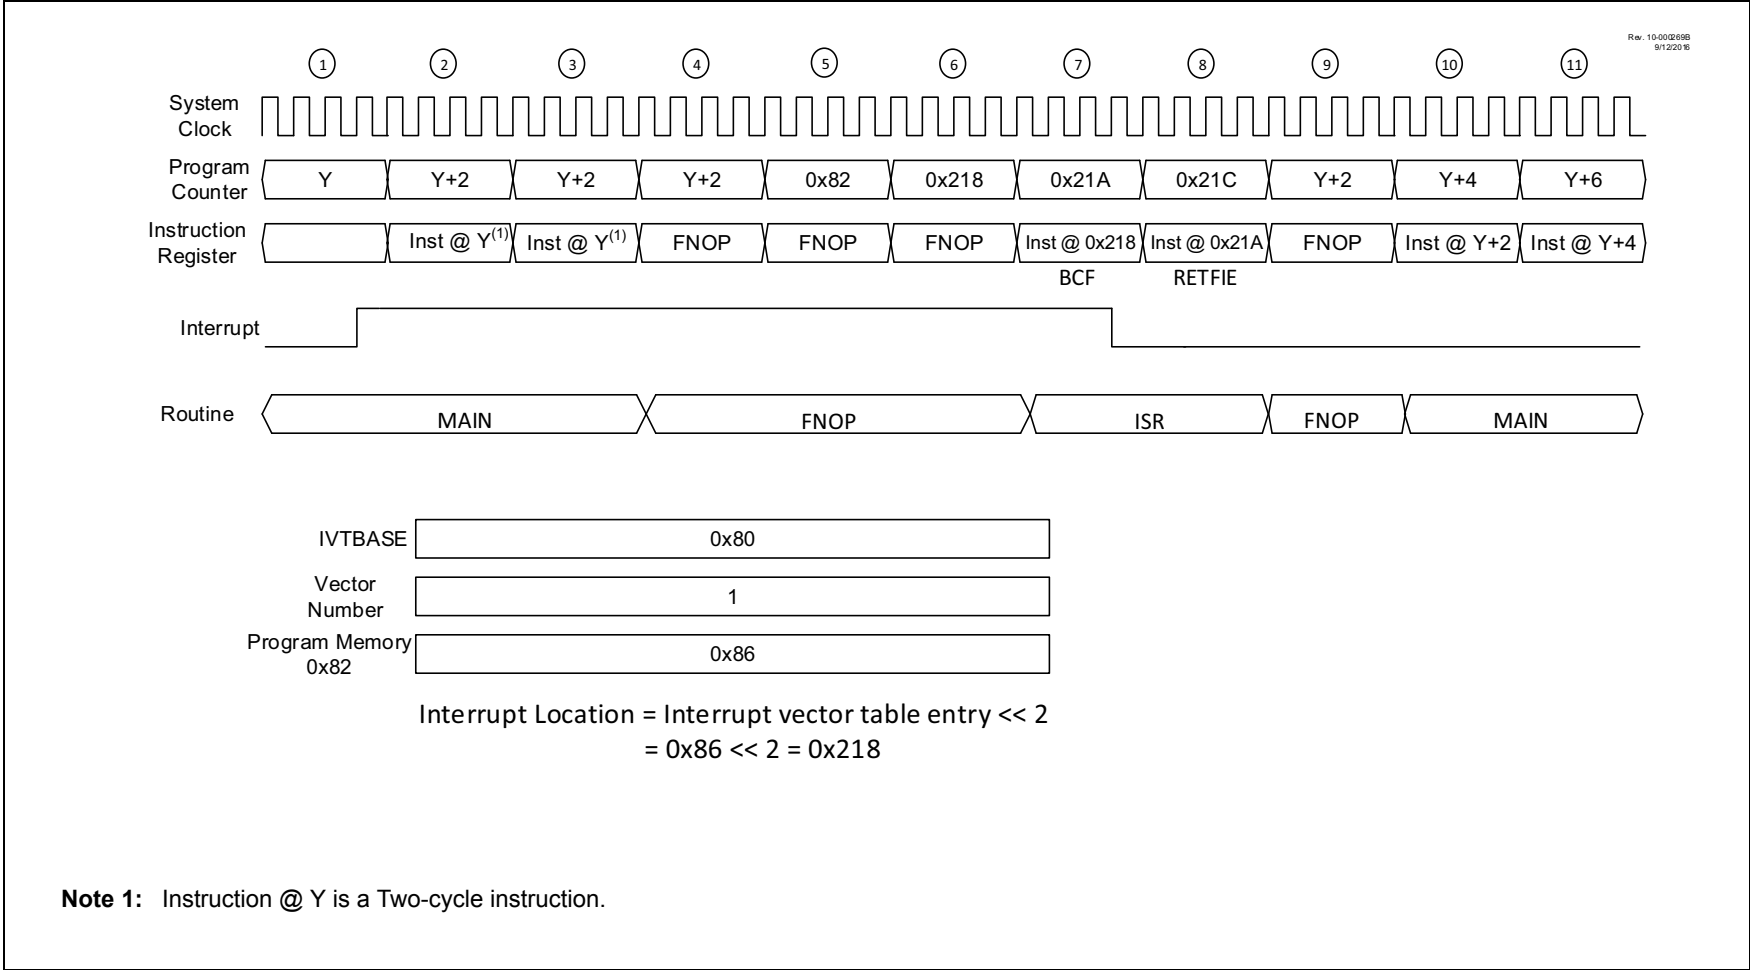 Rev. 10-000269B
9/12/2016
1 2 3 4 5 6 7 8 9 10 11
System
Clock
Program
Counter
Y Y+2 Y+2 Y+2 0x82 0x218 0x21A 0x21C Y+2 Y+4 Y+6
Instruction
Register
Inst @ Y(1) Inst @ Y(1) FNOP FNOP FNOP Inst @ 0x218 Inst @ 0x21A FNOP Inst @ Y+2 Inst @ Y+4
BCF RETFIE
Interrupt
Routine MAIN FNOP ISR FNOP MAIN
IVTBASE 0x80
Vector
Number
1
Program Memory
0x82
0x86
Interrupt Location = Interrupt vector table entry << 2
= 0x86 << 2 = 0x218
Note 1: Instruction @ Y is a Two-cycle instruction.